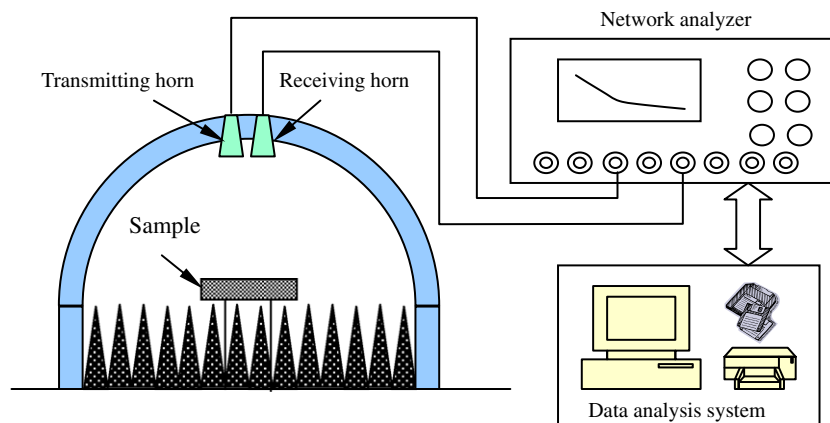 Network analyzer
Transmitting horn
Receiving horn
Sample
Data analysis system